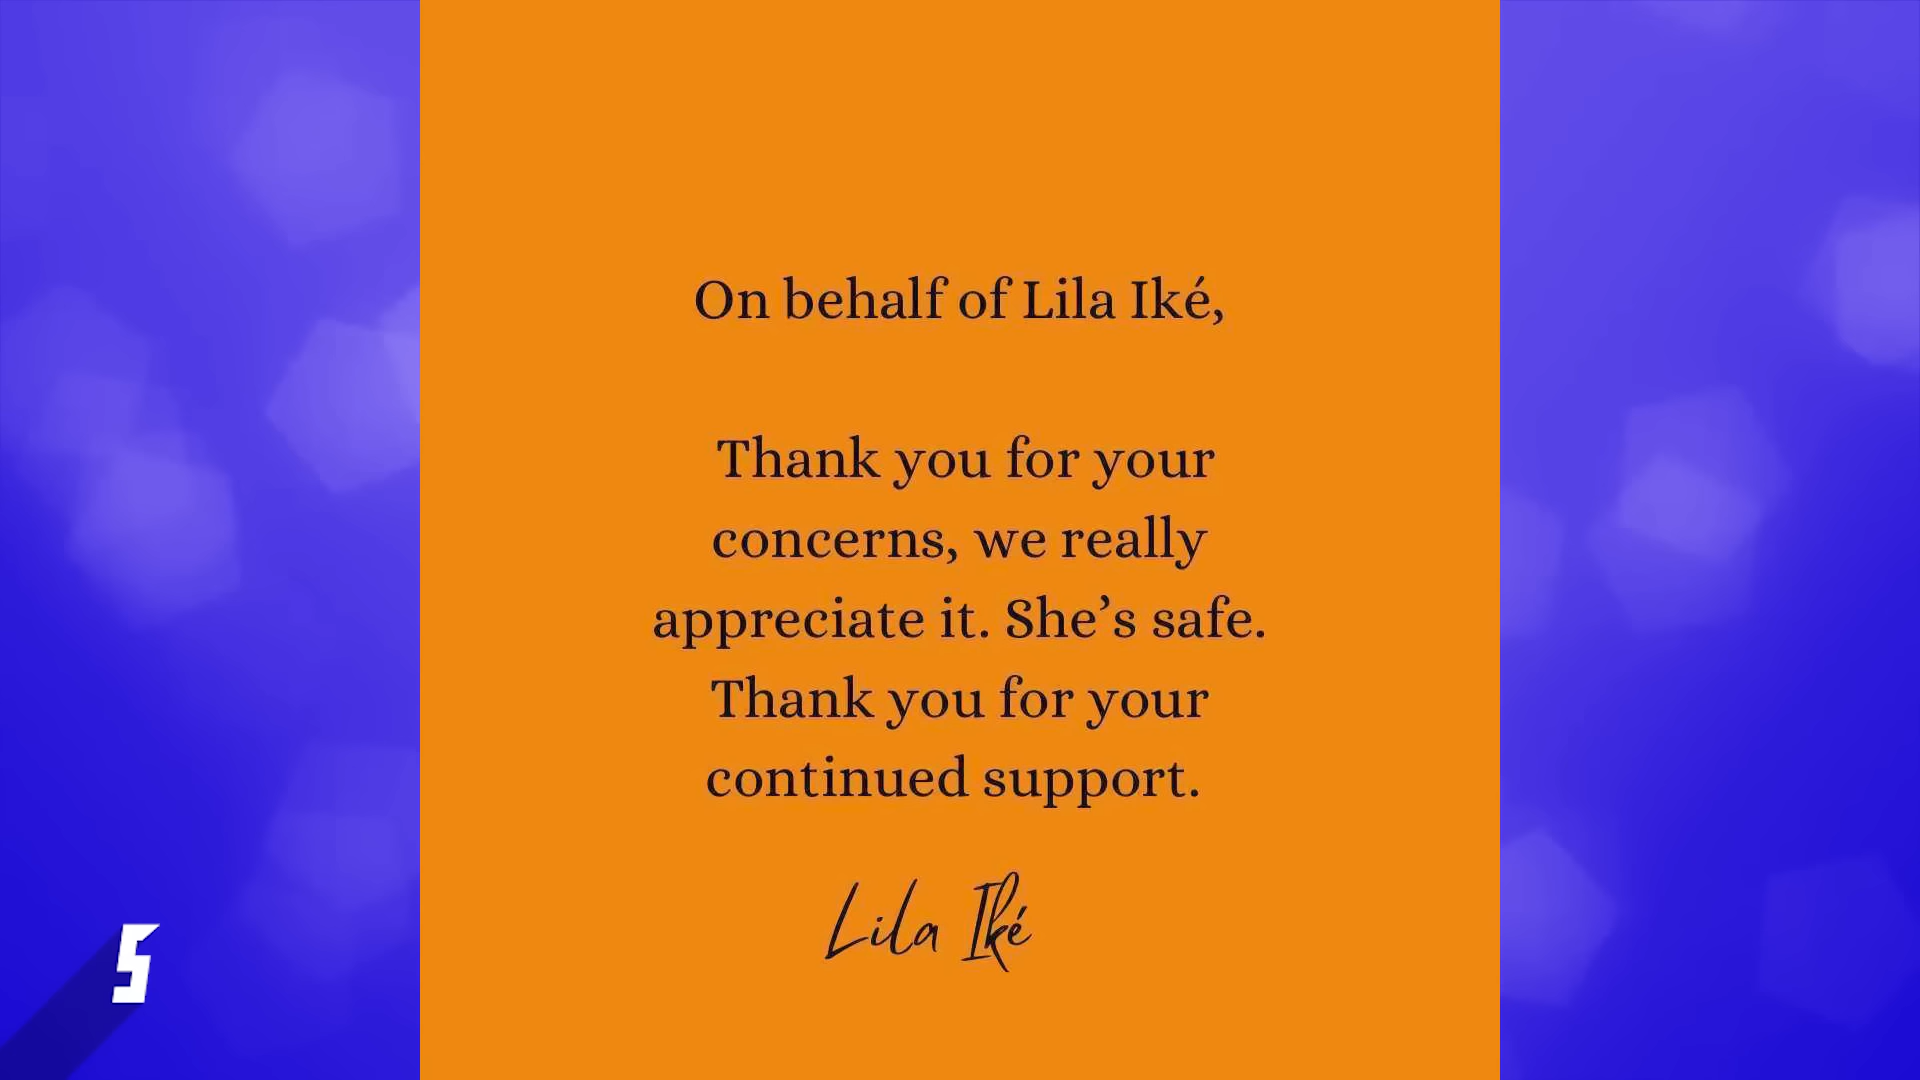 On behalf of Lila Iké,
Thank you for your
concerns, we really
appreciate it. She’s safe.
Thank you for your
continued support.
Lila Iké
5